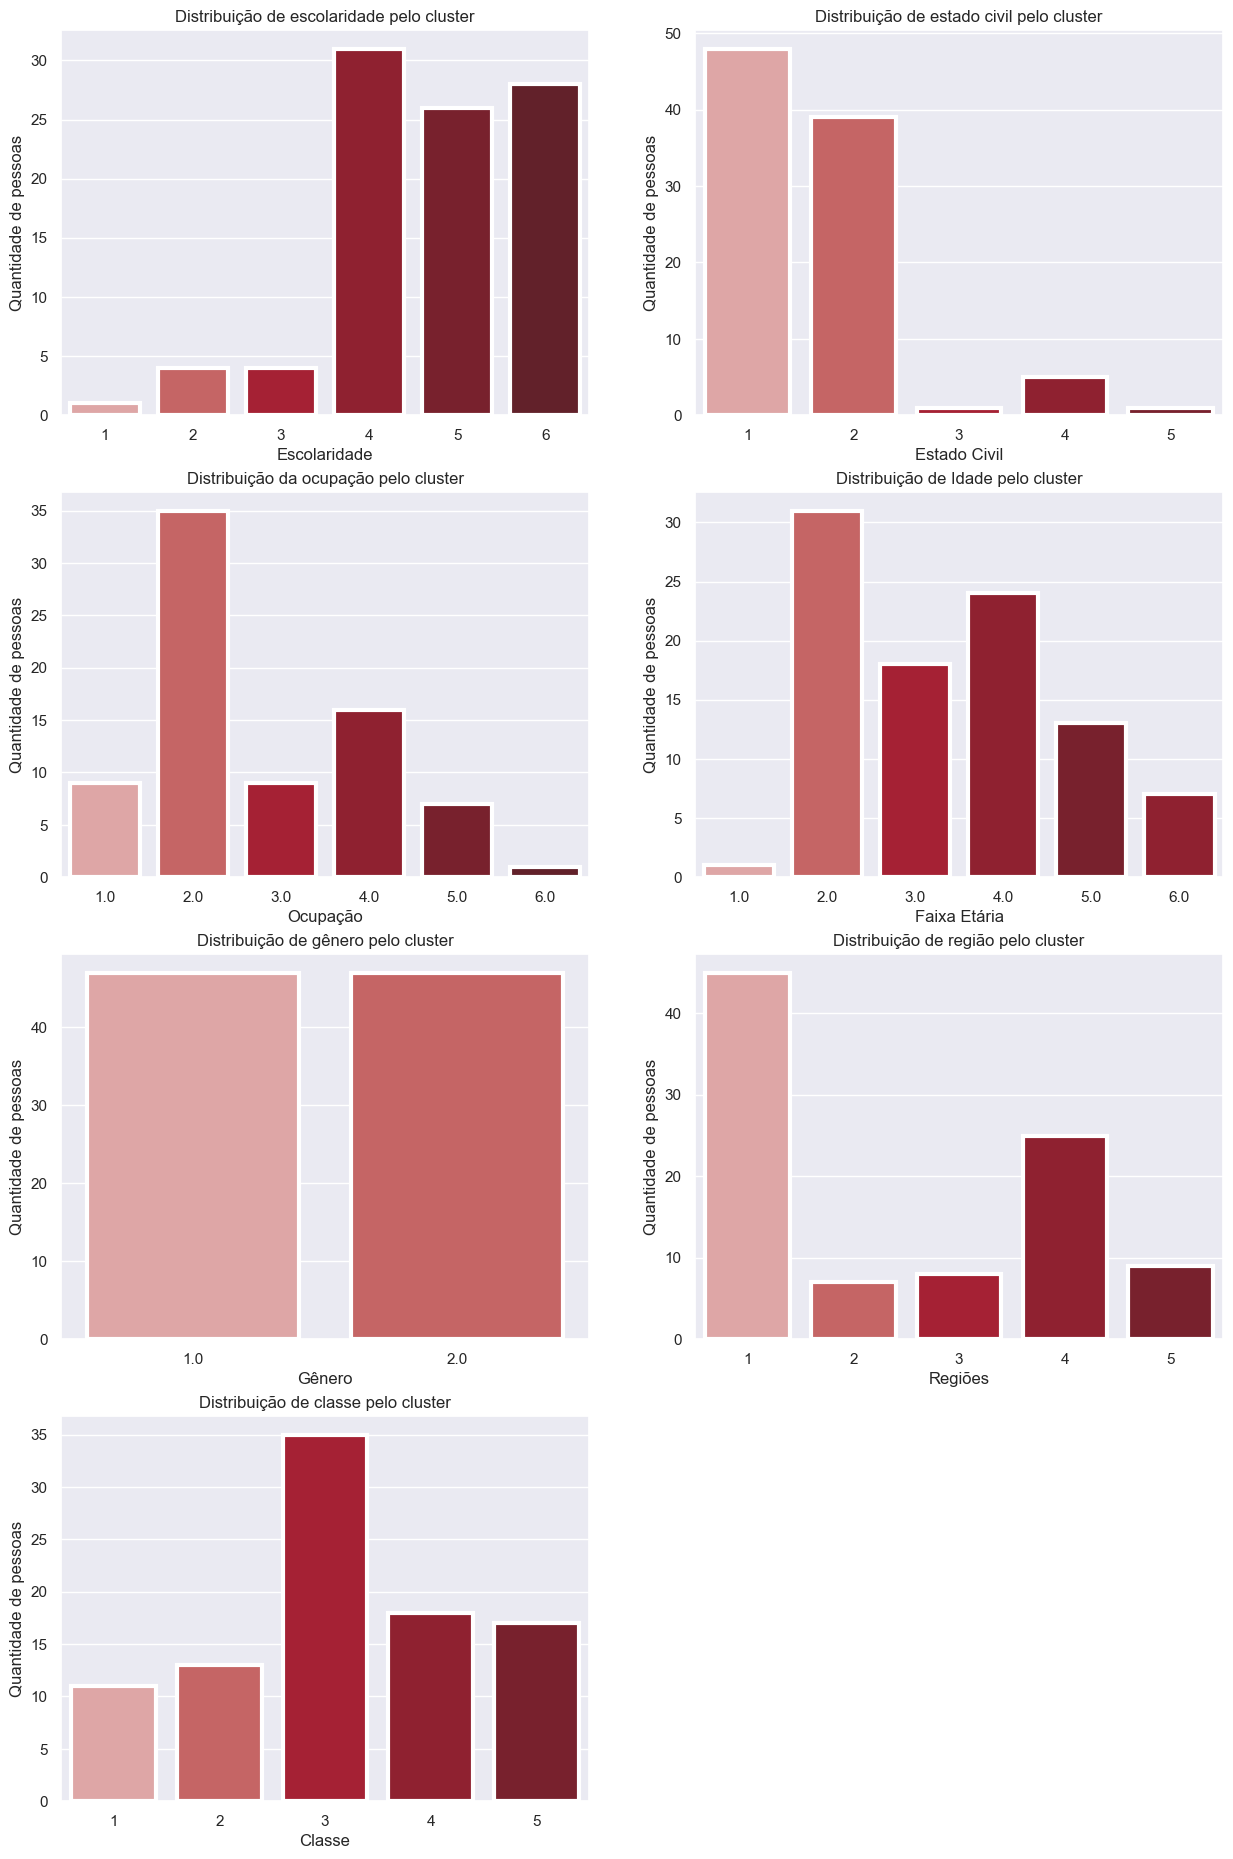 Distribuição de escolaridade pelo cluster
Quantidade de pessoas
30
25
20
15
10
5
0
1 2 3 4 5 6
Escolaridade
Distribuição de estado civil pelo cluster
Quantidade de pessoas
50
40
30
20
10
0
1 2 3 4 5
Estado Civil
Distribuição da ocupação pelo cluster
Quantidade de pessoas
35
30
25
20
15
10
5
0
1.0 2.0 3.0 4.0 5.0 6.0
Ocupação
Distribuição de Idade pelo cluster
Quantidade de pessoas
30
25
20
15
10
5
0
1.0 2.0 3.0 4.0 5.0 6.0
Faixa Etária
Distribuição de gênero pelo cluster
Quantidade de pessoas
40
30
20
10
0
1.0 2.0
Gênero
Distribuição de região pelo cluster
Quantidade de pessoas
40
30
20
10
0
1 2 3 4 5
Regiões
Distribuição de classe pelo cluster
Quantidade de pessoas
35
30
25
20
15
10
5
0
1 2 3 4 5
Classe